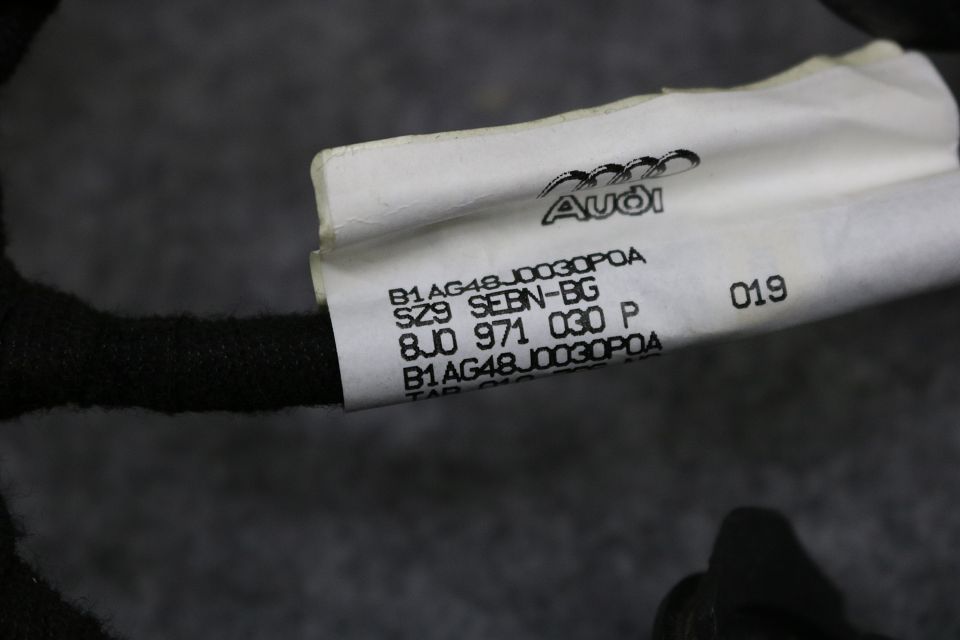 Audi
B1AG48J0030P0A
SZ9 SEBN-BG
8J0 971 030 P 019
B1AG48J0030P0A